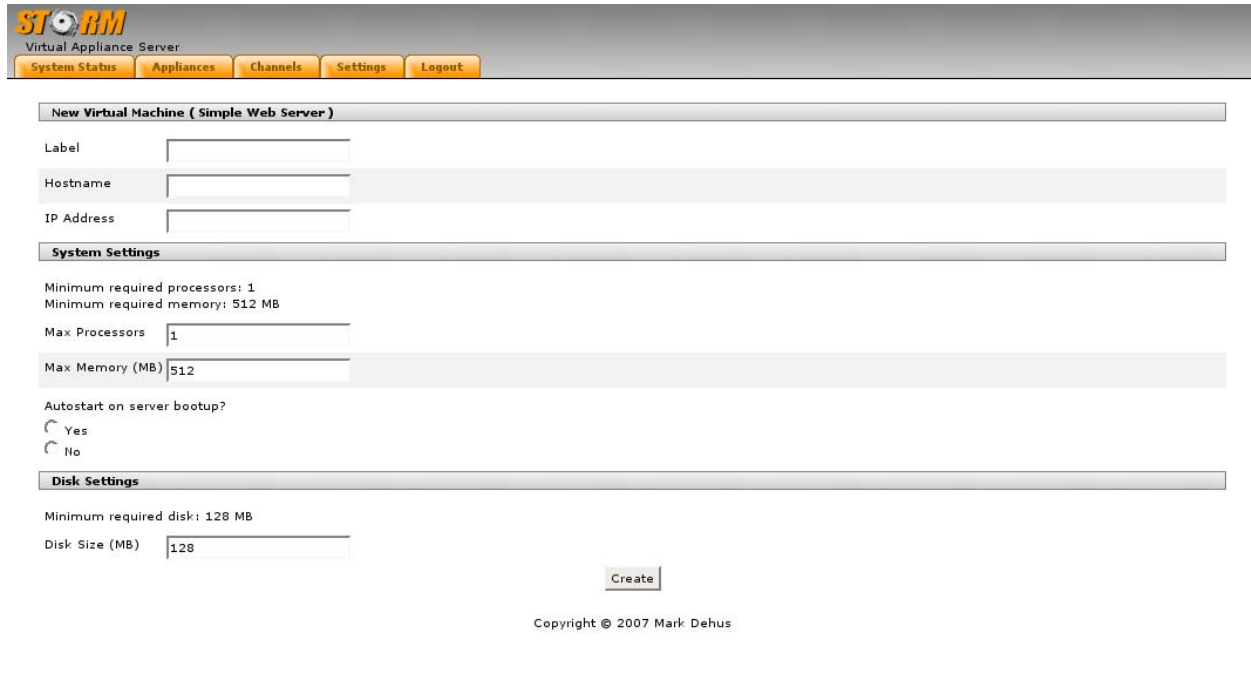 STORM
Virtual Appliance Server
System Status Appliances Channels Settings Logout
New Virtual Machine ( Simple Web Server )
Label
Hostname
IP Address
System Settings
Minimum required processors: 1
Minimum required memory: 512 MB
Max Processors 1
Max Memory (MB) 512
Autostart on server bootup?
Yes
No
Disk Settings
Minimum required disk: 128 MB
Disk Size (MB) 128
Create
Copyright © 2007 Mark Dehus